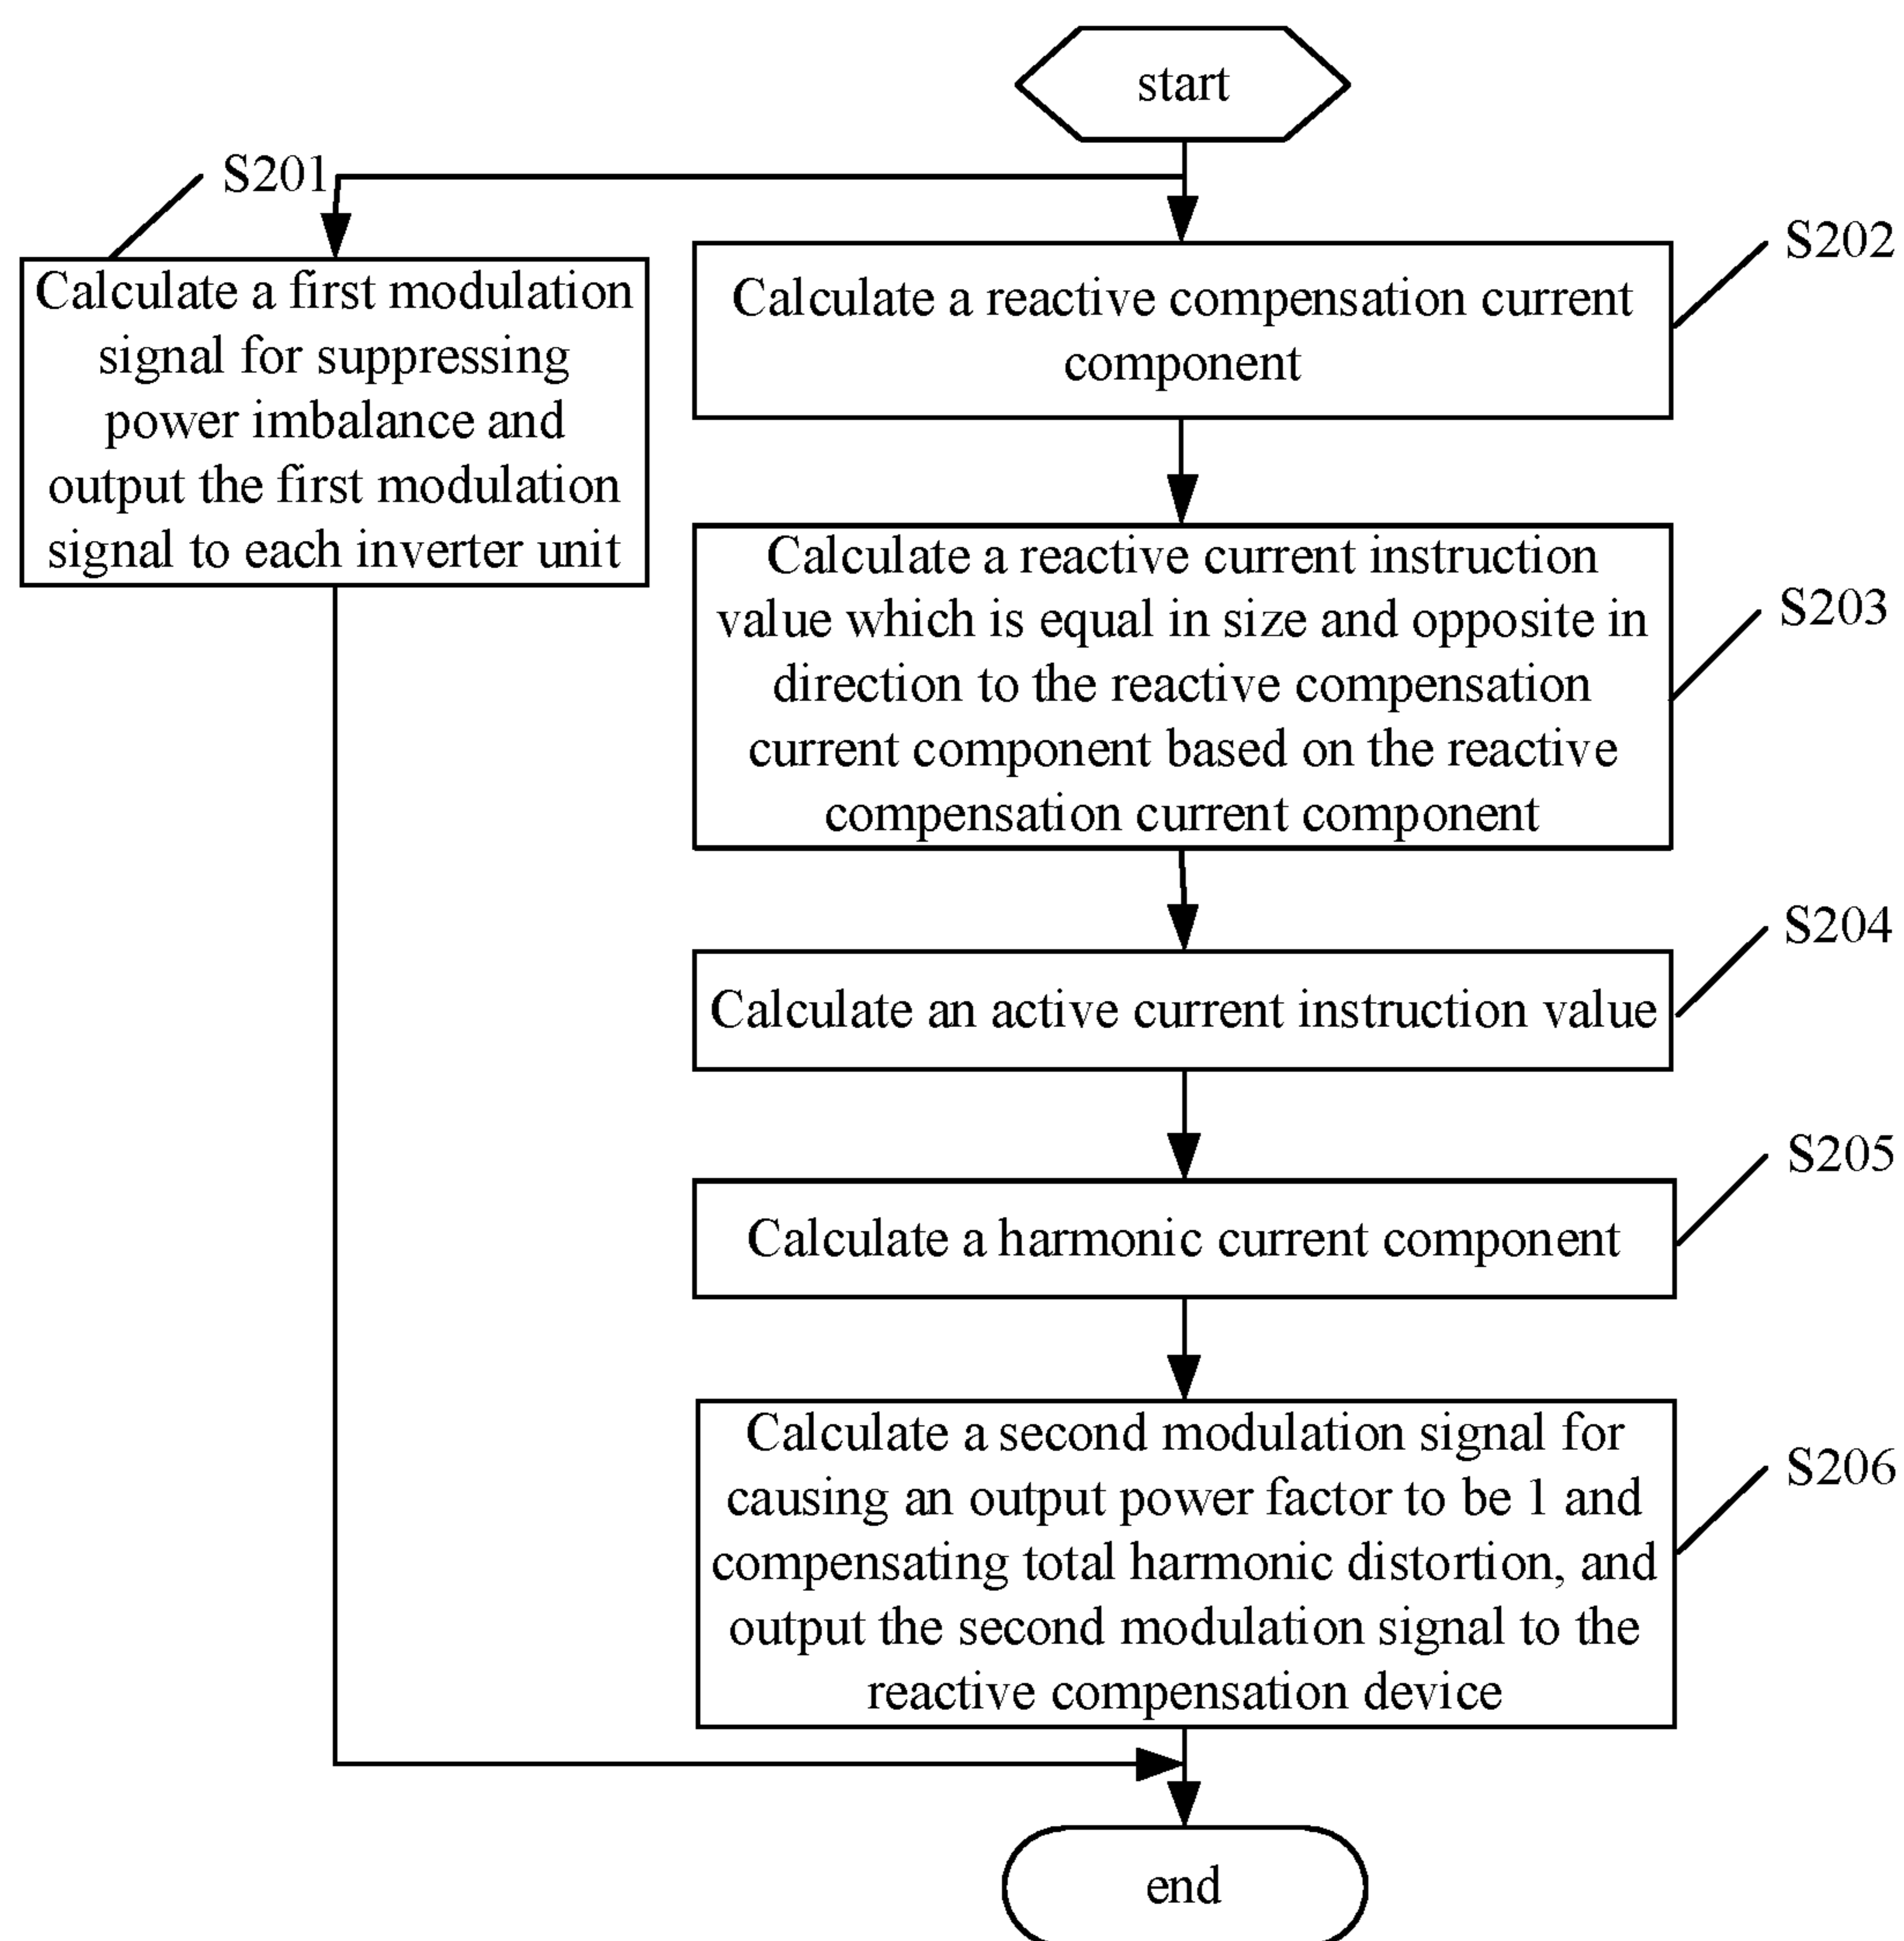 start
S201
Calculate a first modulation
signal for suppressing
power imbalance and
output the first modulation
signal to each inverter unit
S202
Calculate a reactive compensation current
component
S203
Calculate a reactive current instruction
value which is equal in size and opposite in
direction to the reactive compensation
current component based on the reactive
compensation current component
S204
Calculate an active current instruction value
S205
Calculate a harmonic current component
S206
Calculate a second modulation signal for
causing an output power factor to be 1 and
compensating total harmonic distortion, and
output the second modulation signal to the
reactive compensation device
end